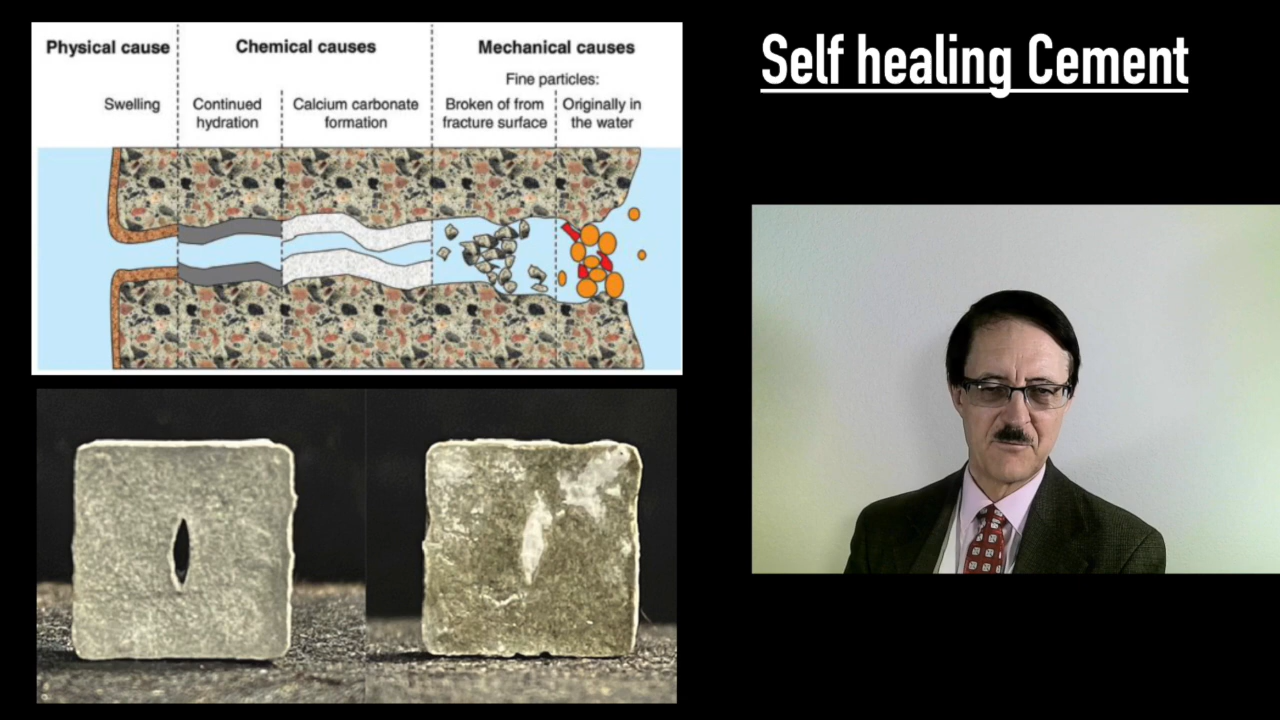 Physical cause
Chemical causes
Mechanical causes
Fine particles:
Swelling
Continued
hydration
Calcium carbonate
formation
Broken of from
fracture surface
Originally in
the water
Self healing Cement